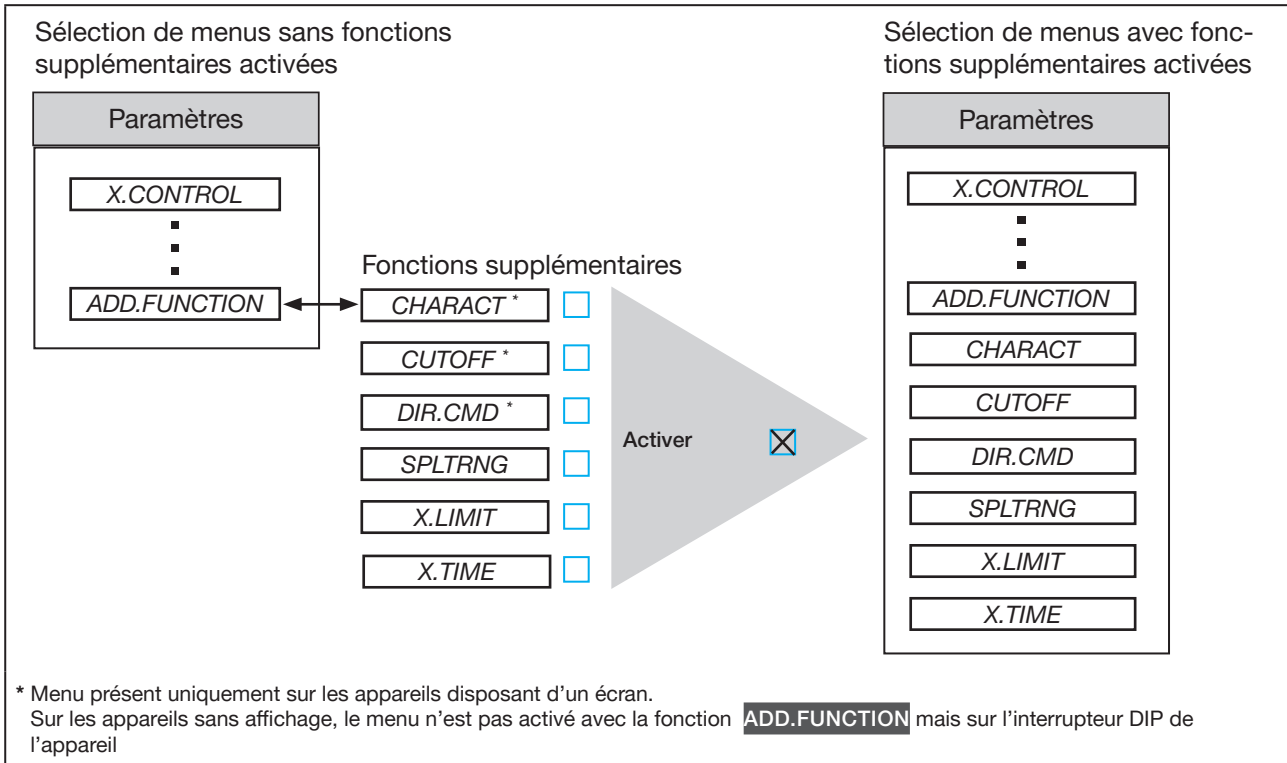 Sélection de menus sans fonctions
supplémentaires activées
Paramètres
X.CONTROL
ADD.FUNCTION
Fonctions supplémentaires
CHARACT *
CUTOFF *
DIR.CMD *
SPLTRNG
X.LIMIT
X.TIME
Activer
Sélection de menus avec fonc-
tions supplémentaires activées
Paramètres
X.CONTROL
ADD.FUNCTION
CHARACT
CUTOFF
DIR.CMD
SPLTRNG
X.LIMIT
X.TIME
* Menu présent uniquement sur les appareils disposant d'un écran.
Sur les appareils sans affichage, le menu n'est pas activé avec la fonction ADD.FUNCTION mais sur l'interrupteur DIP de
l'appareil